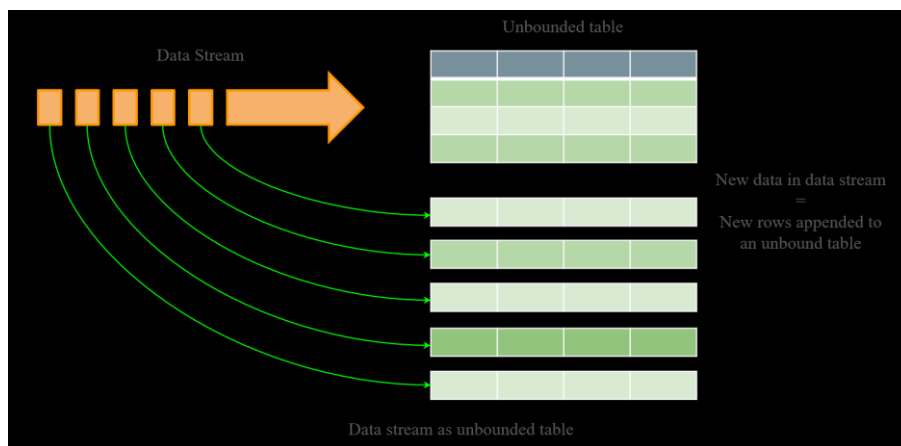 Unbounded table
Data Stream
New data in data stream
=
New rows appended to
an unbound table
Data stream as unbounded table